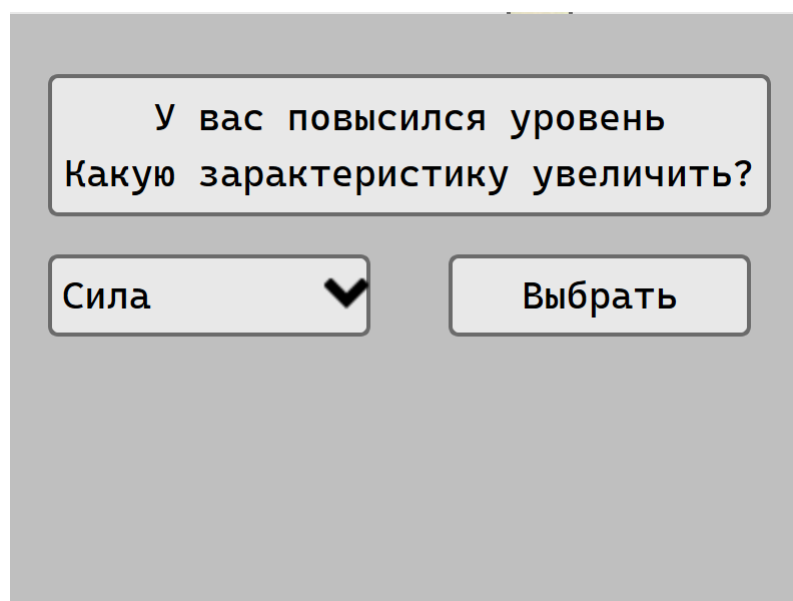 У вас повысился уровень
Какую зарактеристику увеличить?
Сила
Выбрать